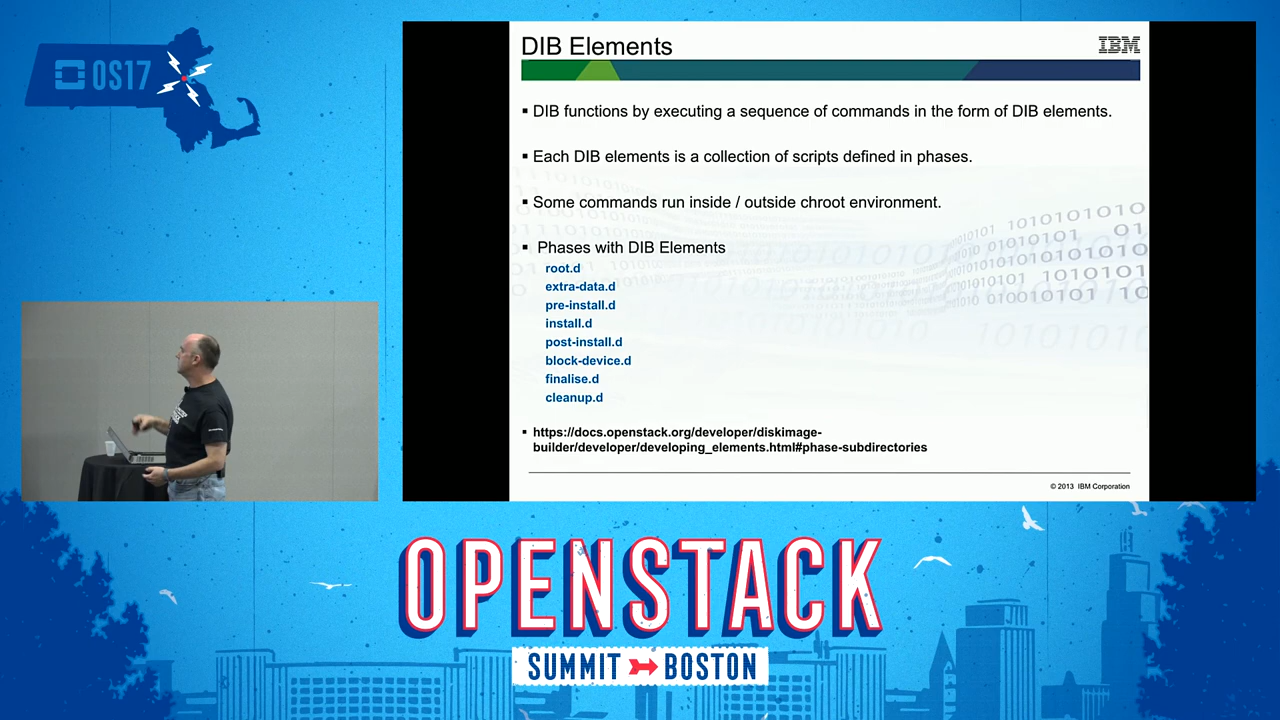 OS17
DIB Elements
IBM
▪ DIB functions by executing a sequence of commands in the form of DIB elements.
▪ Each DIB elements is a collection of scripts defined in phases.
▪ Some commands run inside / outside chroot environment.
▪ Phases with DIB Elements
root.d
extra-data.d
pre-install.d
install.d
post-install.d
block-device.d
finalise.d
cleanup.d
▪ https://docs.openstack.org/developer/diskimage-
builder/developer/developing_elements.html#phase-subdirectories
© 2013 IBM Corporation
OPENSTACK
SUMMIT BOSTON